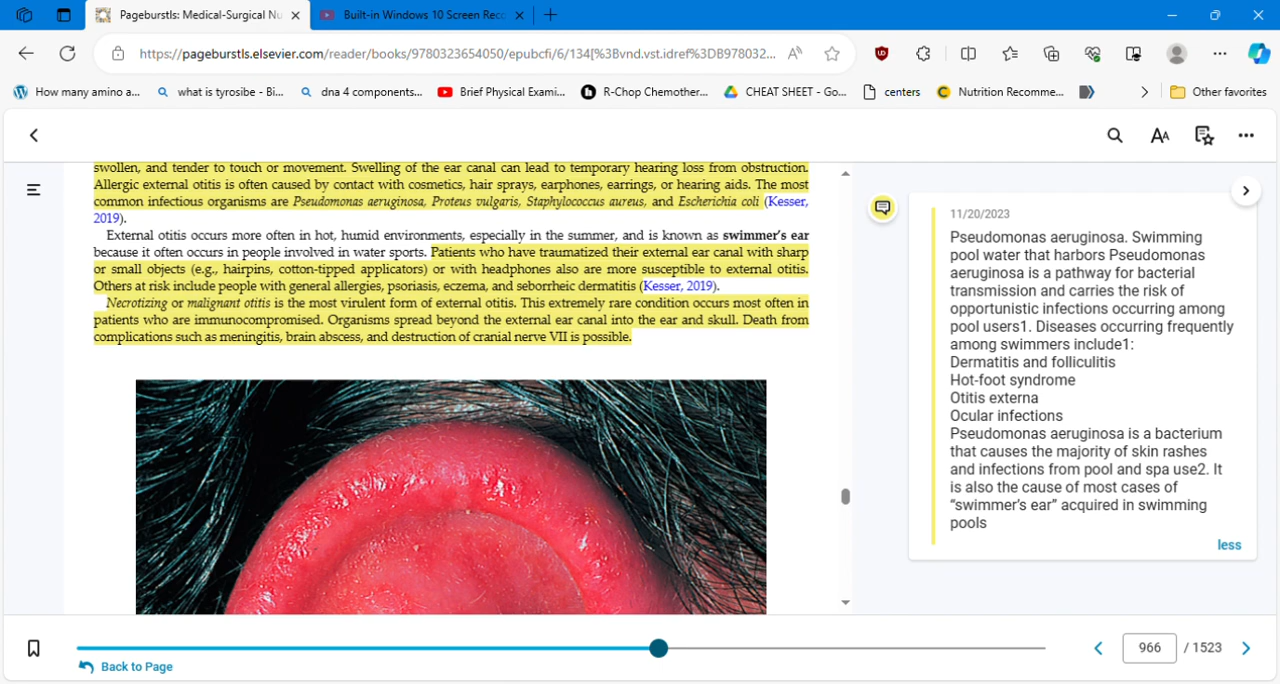 Pageburstls: Medical-Surgical Nu
Built-in Windows 10 Screen Reco
https://pageburstls.elsevier.com/reader/books/9780323654050/epubcfi/6/134[%3Bvnd.vst.idref%3DB978032...
How many amino a...
what is tyrosibe - Bi...
dna 4 components...
Brief Physical Exami...
R-Chop Chemother...
CHEAT SHEET - Go...
centers
Nutrition Recomme...
Other favorites
swollen, and tender to touch or movement. Swelling of the ear canal can lead to temporary hearing loss from obstruction.
Allergic external otitis is often caused by contact with cosmetics, hair sprays, earphones, earrings, or hearing aids. The most
common infectious organisms are Pseudomonas aeruginosa, Proteus vulgaris, Staphylococcus aureus, and Escherichia coli (Kesser,
2019).
External otitis occurs more often in hot, humid environments, especially in the summer, and is known as swimmer's ear
because it often occurs in people involved in water sports. Patients who have traumatized their external ear canal with sharp
or small objects (e.g., hairpins, cotton-tipped applicators) or with headphones also are more susceptible to external otitis.
Others at risk include people with general allergies, psoriasis, eczema, and seborrheic dermatitis (Kesser, 2019).
Necrotizing or malignant otitis is the most virulent form of external otitis. This extremely rare condition occurs most often in
patients who are immunocompromised. Organisms spread beyond the external ear canal into the ear and skull. Death from
complications such as meningitis, brain abscess, and destruction of cranial nerve VII is possible.
11/20/2023
Pseudomonas aeruginosa. Swimming
pool water that harbors Pseudomonas
aeruginosa is a pathway for bacterial
transmission and carries the risk of
opportunistic infections occurring among
pool users1. Diseases occurring frequently
among swimmers include1:
Dermatitis and folliculitis
Hot-foot syndrome
Otitis externa
Ocular infections
Pseudomonas aeruginosa is a bacterium
that causes the majority of skin rashes
and infections from pool and spa use2. It
is also the cause of most cases of
“swimmer’s ear” acquired in swimming
pools
less
966 / 1523
Back to Page